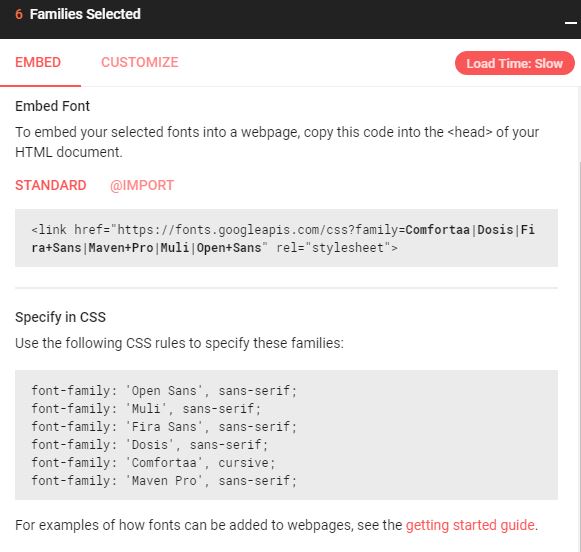 6 Families Selected
EMBED CUSTOMIZE Load Time: Slow
Embed Font
To embed your selected fonts into a webpage, copy this code into the <head> of your
HTML document.
STANDARD @IMPORT
<link href="https://fonts.googleapis.com/css?family=Comfortaa|Dosis|Fi
ra+Sans|Maven+Pro|Muli|Open+Sans" rel="stylesheet">
Specify in CSS
Use the following CSS rules to specify these families:
font-family: 'Open Sans', sans-serif;
font-family: 'Muli', sans-serif;
font-family: 'Fira Sans', sans-serif;
font-family: 'Dosis', sans-serif;
font-family: 'Comfortaa', cursive;
font-family: 'Maven Pro', sans-serif;
For examples of how fonts can be added to webpages, see the getting started guide.